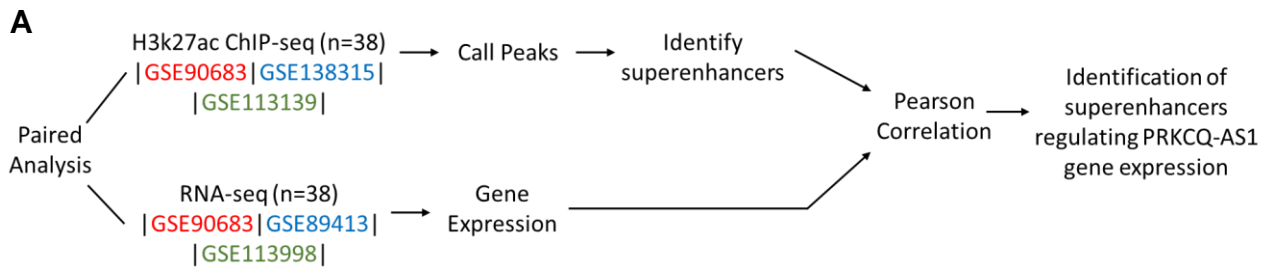 A
Paired
Analysis
H3k27ac ChIP-seq (n=38)
|GSE90683|GSE138315|
|GSE113139|
Call Peaks
Identify
superenhancers
RNA-seq (n=38)
|GSE90683|GSE89413|
|GSE113998|
Gene
Expression
Pearson
Correlation
Identification of
superenhancers
regulating PRKCQ-AS1
gene expression